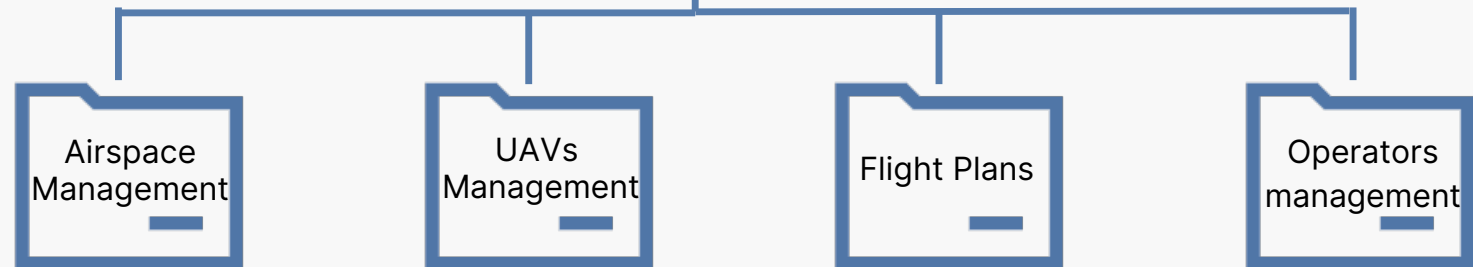 Airspace
Management
UAVs
Management
Flight Plans
Operators
management